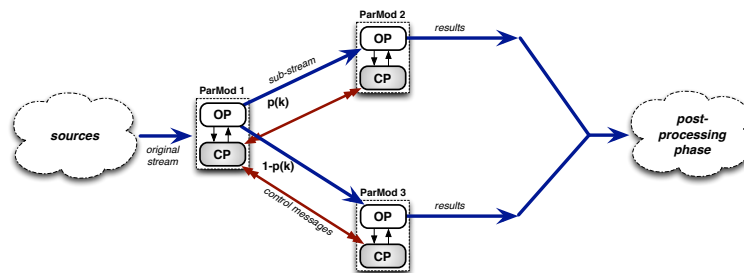 ParMod 2
OP
CP
results
sub-stream
p(k)
ParMod 1
OP
CP
sources
original
stream
1-p(k)
control messages
ParMod 3
OP
CP
results
post-
processing
phase